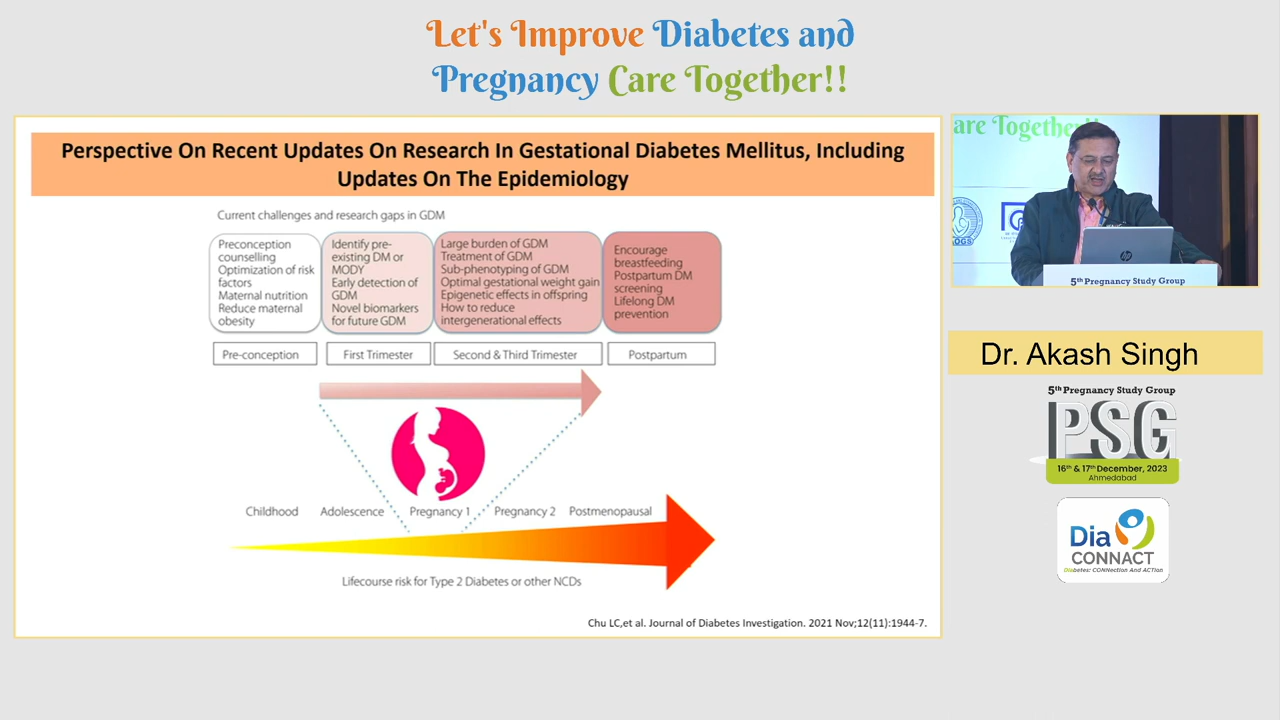 Let's Improve Diabetes and
Pregnancy Care Together!!
Perspective On Recent Updates On Research In Gestational Diabetes Mellitus, Including
Updates On The Epidemiology
Current challenges and research gaps in GDM
Preconception
counselling
Optimization of risk
factors
Maternal nutrition
Reduce maternal
obesity
Identify pre-
existing DM or
MODY
Early detection of
GDM
Novel biomarkers
for future GDM
Large burden of GDM
Treatment of GDM
Sub-phenotyping of GDM
Optimal gestational weight gain
Epigenetic effects in offspring
How to reduce
intergenerational effects
Encourage
breastfeeding
Postpartum DM
screening
Lifelong DM
prevention
Pre-conception
First Trimester
Second & Third Trimester
Postpartum
Childhood
Adolescence
Pregnancy 1
Pregnancy 2
Postmenopausal
Lifecourse risk for Type 2 Diabetes or other NCDs
Chu LC,et al. Journal of Diabetes Investigation. 2021 Nov;12(11):1944-7.
are Together!
OGS
hp
5th Pregnancy Study Group
Dr. Akash Singh
5th Pregnancy Study Group
PSG
16th & 17th December, 2023
Ahmedabad
Dia
CONNACT
Diabetes: CONNection And ACTion